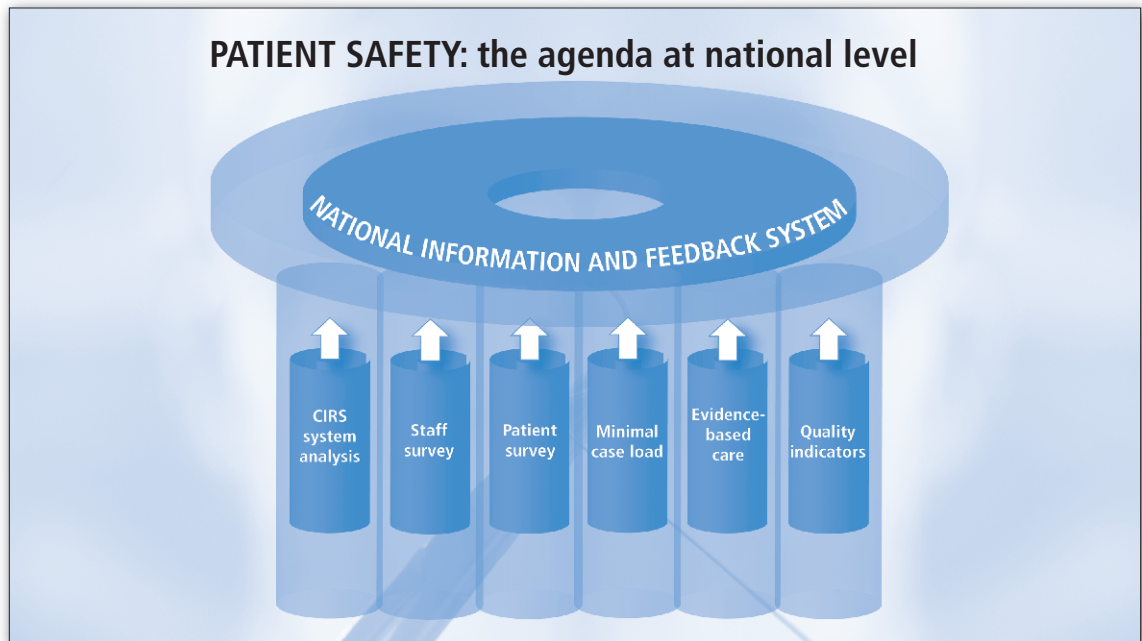 PATIENT SAFETY: the agenda at national level
NATIONAL INFORMATION AND FEEDBACK SYSTEM
CIRS
system
analysis
Staff
survey
Patient
survey
Minimal
case load
Evidence-
based
care
Quality
indicators